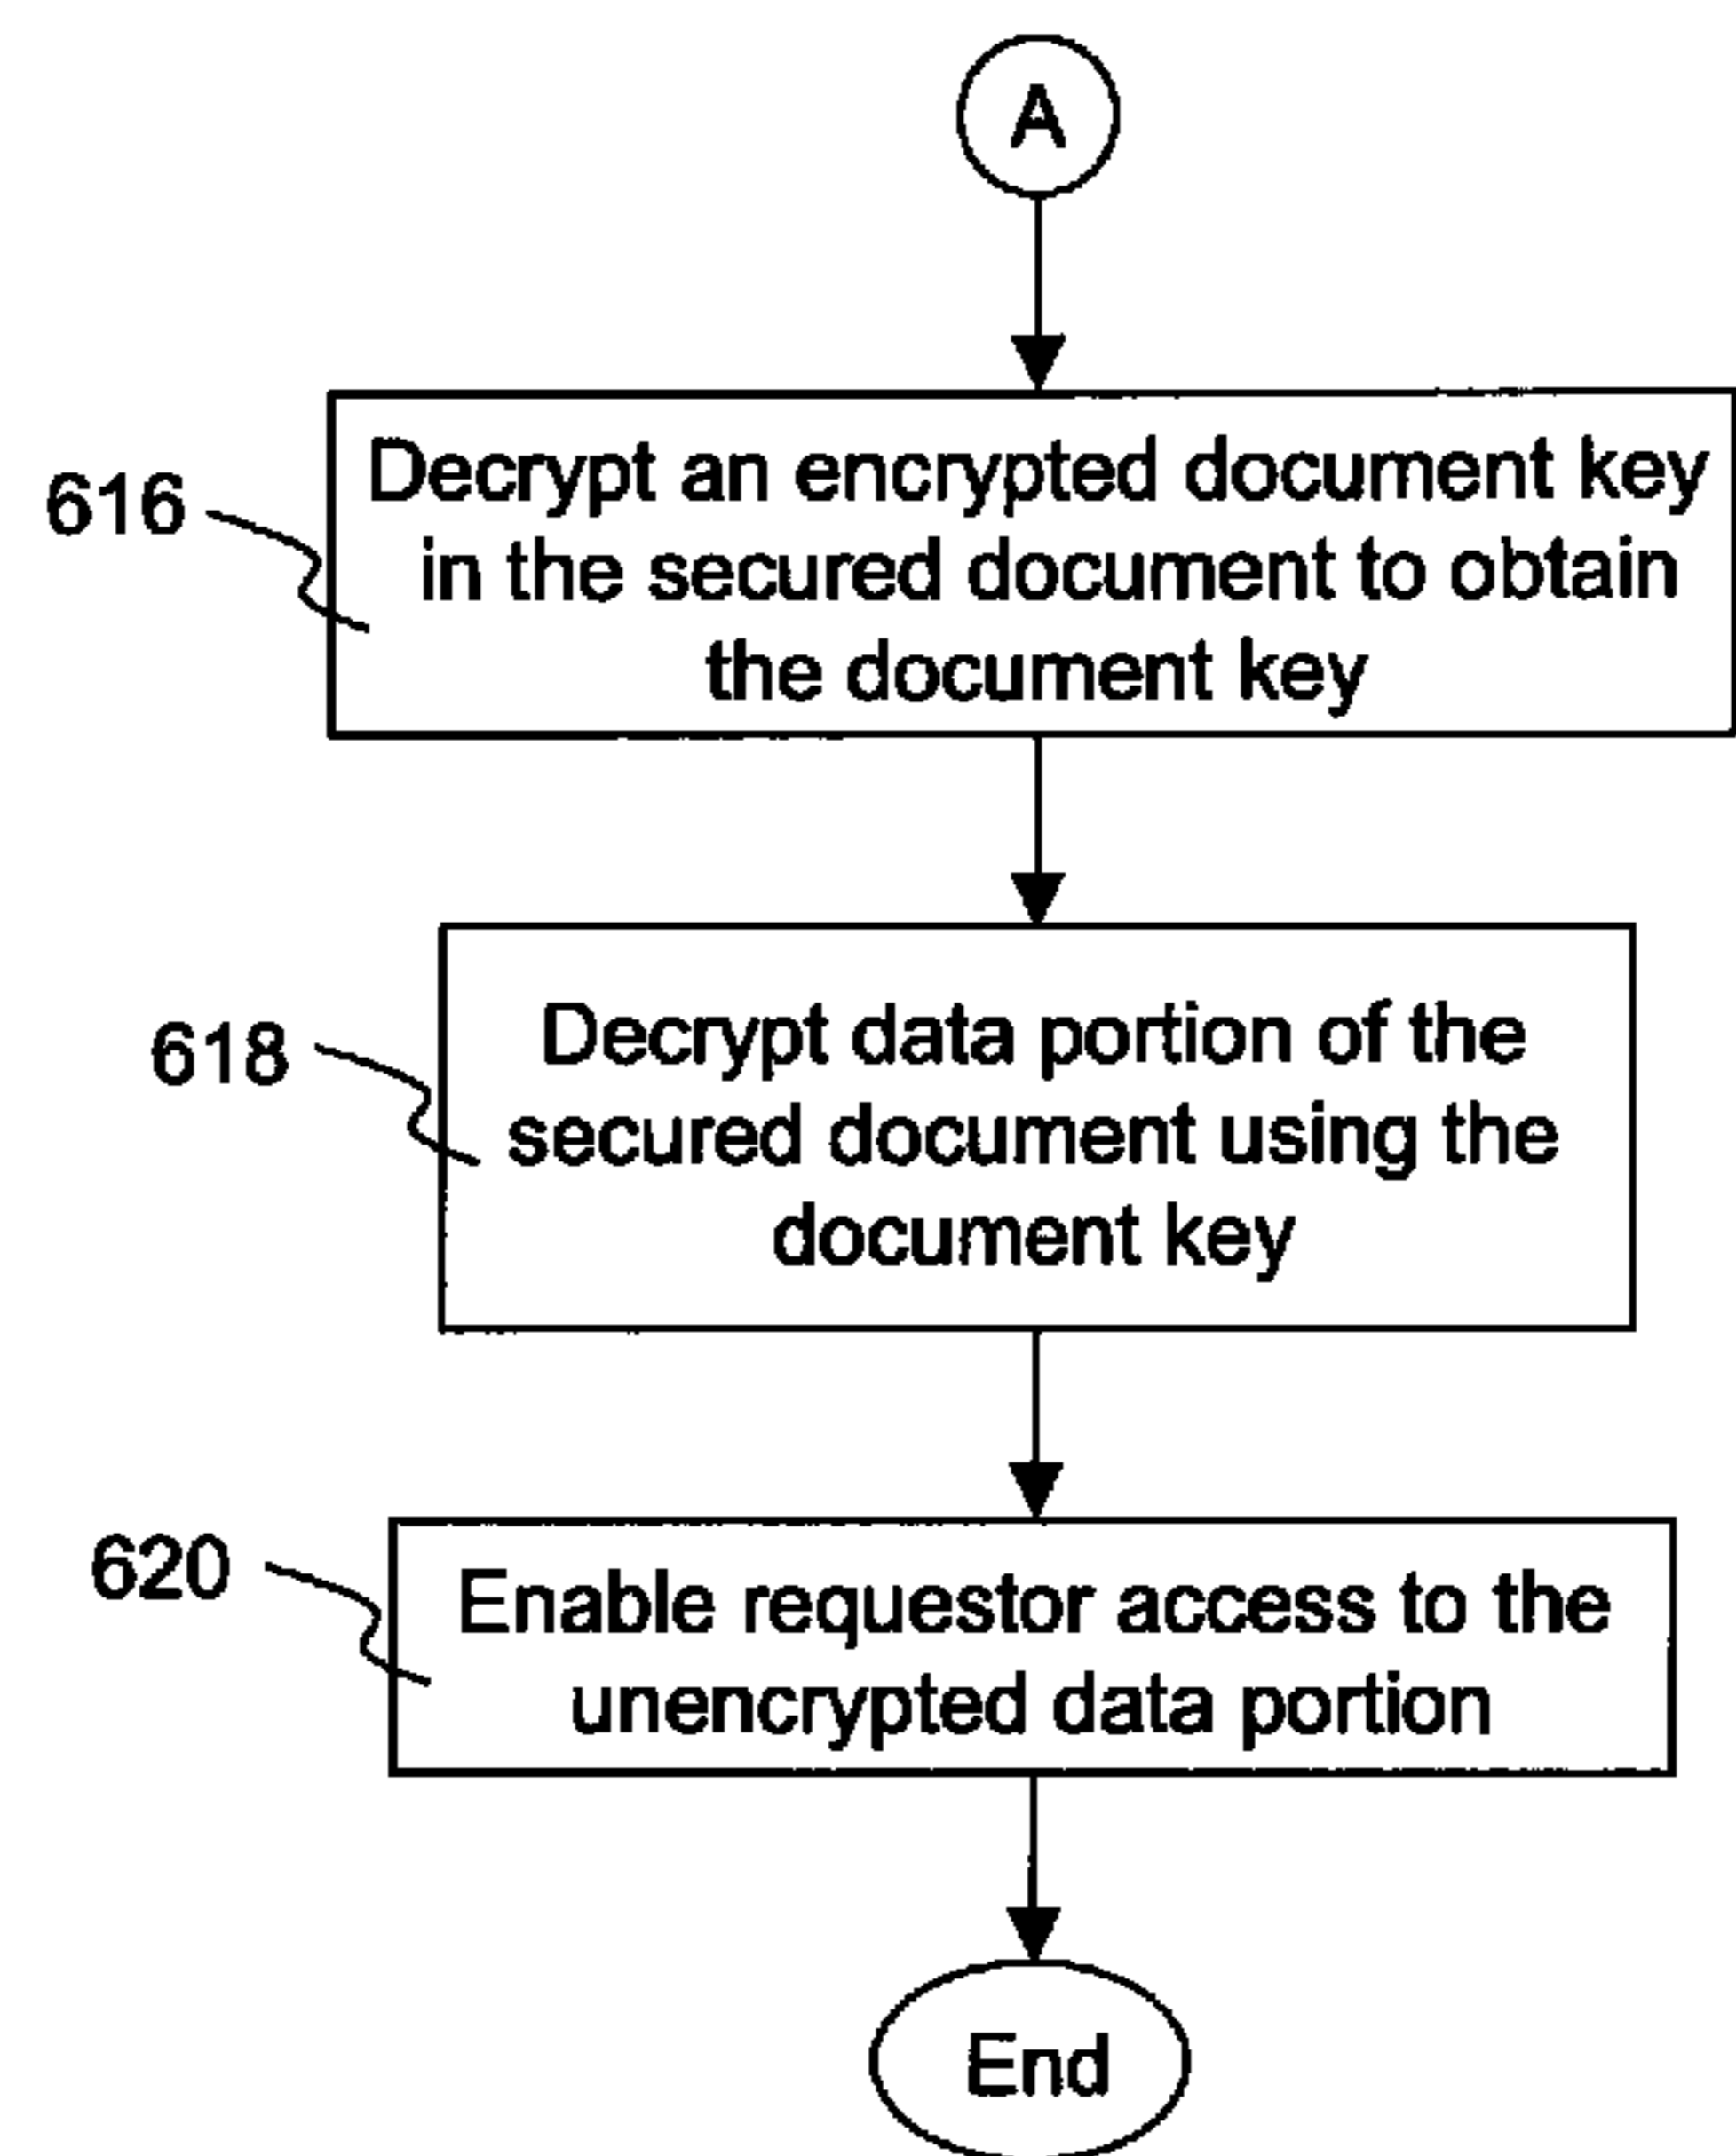 A
616
Decrypt an encrypted document key
in the secured document to obtain
the document key
618
Decrypt data portion of the
secured document using the
document key
620
Enable requestor access to the
unencrypted data portion
End